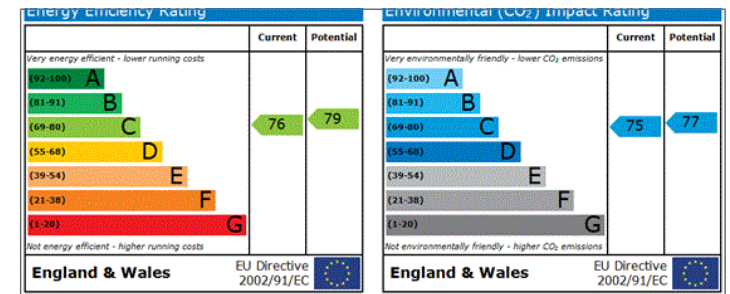 Energy Efficiency Rating
Current Potential
Very energy efficient - lower running costs
(92-100) A
(81-91) B
(69-80) C
76
79
(55-68) D
(39-54) E
(21-38) F
(1-20) G
Not energy efficient - higher running costs
England & Wales
EU Directive
2002/91/EC
Environmental (CO₂) Impact Rating
Current Potential
Very environmentally friendly - lower CO₂ emissions
(92-100) A
(81-91) B
(69-80) C
75
77
(55-68) D
(39-54) E
(21-38) F
(1-20) G
Not environmentally friendly - higher CO₂ emissions
England & Wales
EU Directive
2002/91/EC